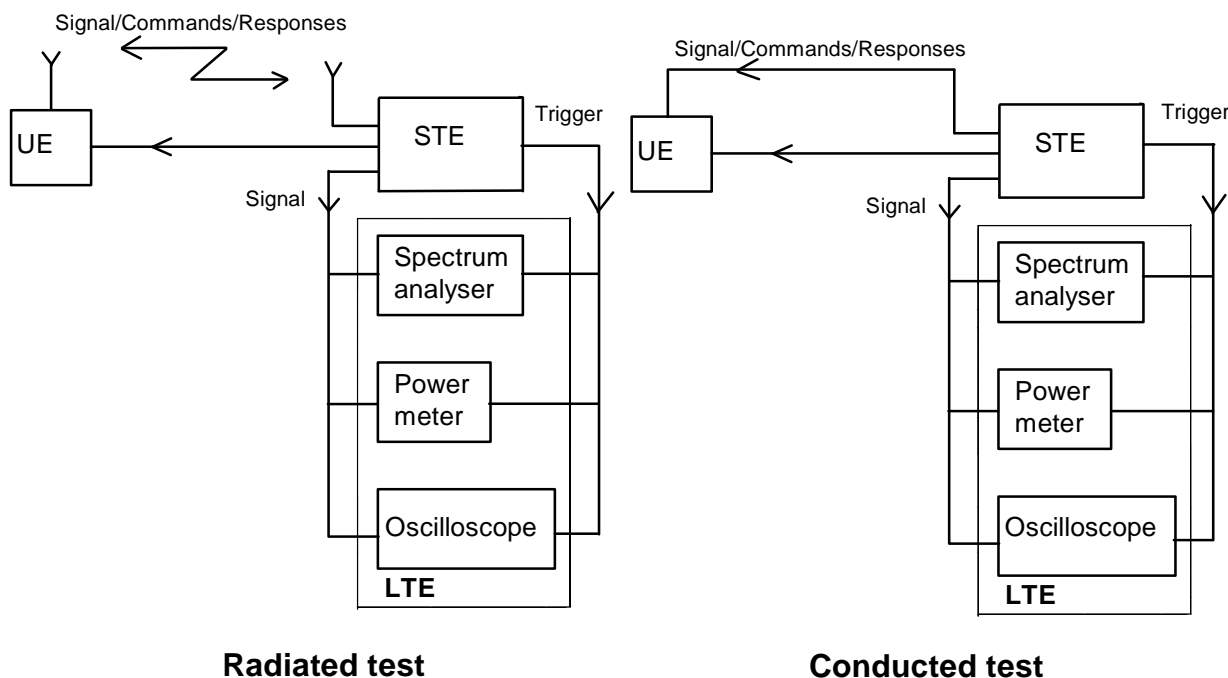 Signal/Commands/Responses
UE
STE
Trigger
Signal
Spectrum
analyser
Power
meter
Oscilloscope
LTE
Radiated test
Signal/Commands/Responses
UE
STE
Trigger
Signal
Spectrum
analyser
Power
meter
Oscilloscope
LTE
Conducted test